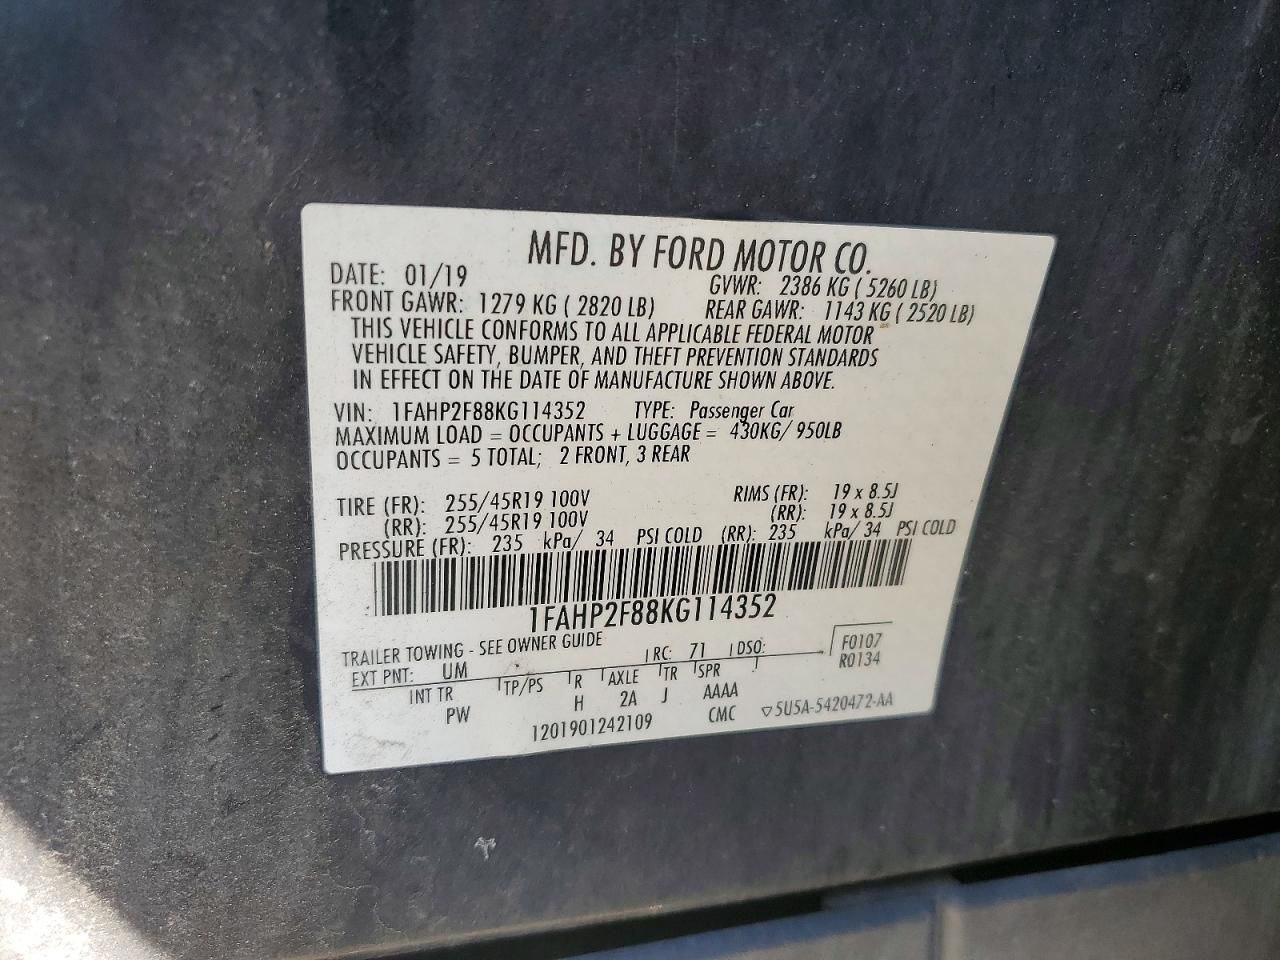 MFD. BY FORD MOTOR CO.
DATE: 01/19 GVWR: 2386 KG ( 5260 LB)
FRONT GAWR: 1279 KG ( 2820 LB) REAR GAWR: 1143 KG ( 2520 LB)
THIS VEHICLE CONFORMS TO ALL APPLICABLE FEDERAL MOTOR
VEHICLE SAFETY, BUMPER, AND THEFT PREVENTION STANDARDS
IN EFFECT ON THE DATE OF MANUFACTURE SHOWN ABOVE.
VIN: 1FAHP2F88KG114352 TYPE: Passenger Car
MAXIMUM LOAD = OCCUPANTS + LUGGAGE = 430KG/ 950LB
OCCUPANTS = 5 TOTAL; 2 FRONT, 3 REAR
TIRE (FR): 255/45R19 100V RIMS (FR): 19 x 8.5J
(RR): 255/45R19 100V (RR): 19 x 8.5J
PRESSURE (FR): 235 kPa/ 34 PSI COLD (RR): 235 kPa/ 34 PSI COLD
1FAHP2F88KG114352
TRAILER TOWING - SEE OWNER GUIDE
EXT PNT: UM RC: 71 DSO: F0107
R0134
INT TR TP/PS R AXLE TR SPR
PW H 2A J AAAA
1201901242109 CMC ▽5U5A-5420472-AA